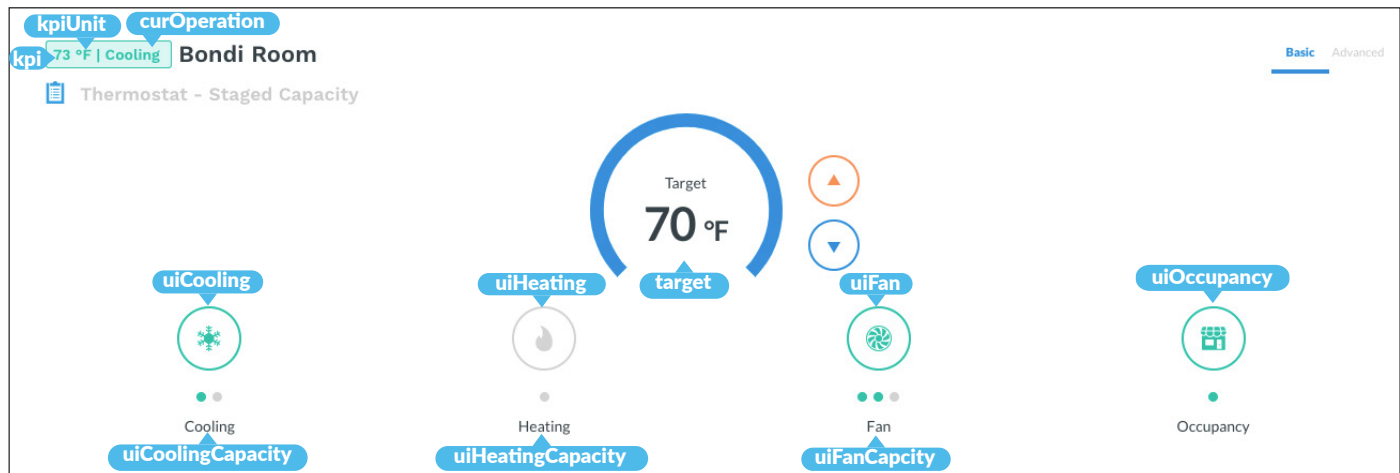 kpiUnit curOperation
kpi 73 °F | Cooling Bondi Room
Basic Advanced
Thermostat - Staged Capacity
Target
70 °F
target
uiCooling uiHeating uiFan uiOccupancy
Cooling Heating Fan Occupancy
uiCoolingCapacity uiHeatingCapacity uiFanCapcity